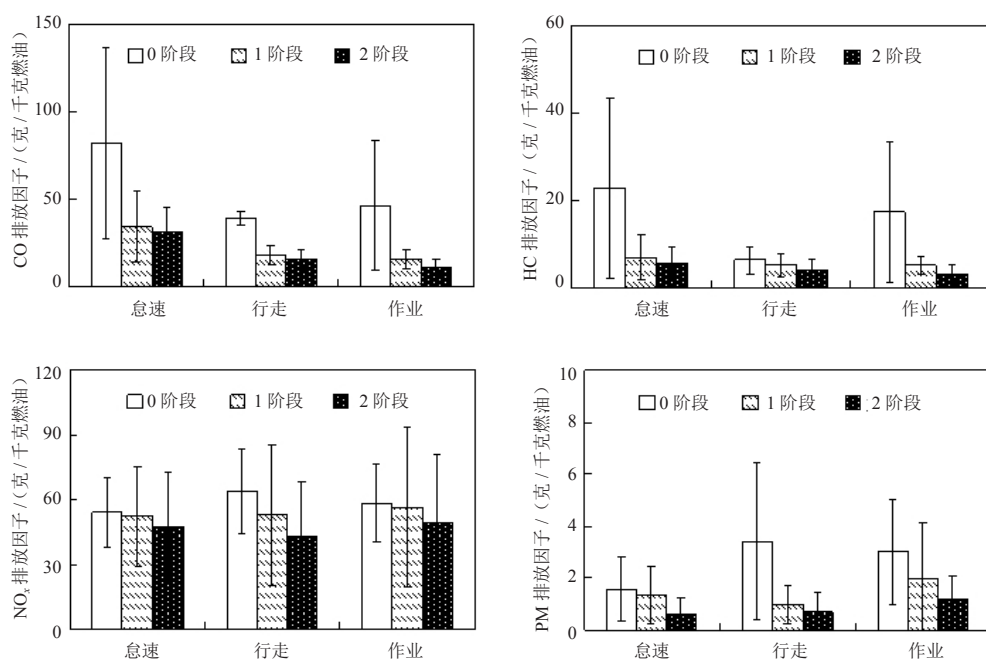 CO 排放因子 /（克 / 千克燃油）
150
100
50
0
0 阶段 1 阶段 2 阶段
怠速 行走 作业
HC 排放因子 /（克 / 千克燃油）
60
40
20
0
0 阶段 1 阶段 2 阶段
怠速 行走 作业
NOx 排放因子 /（克 / 千克燃油）
120
90
60
30
0
0 阶段 1 阶段 2 阶段
怠速 行走 作业
PM 排放因子 /（克 / 千克燃油）
10
8
6
4
2
0
0 阶段 1 阶段 2 阶段
怠速 行走 作业